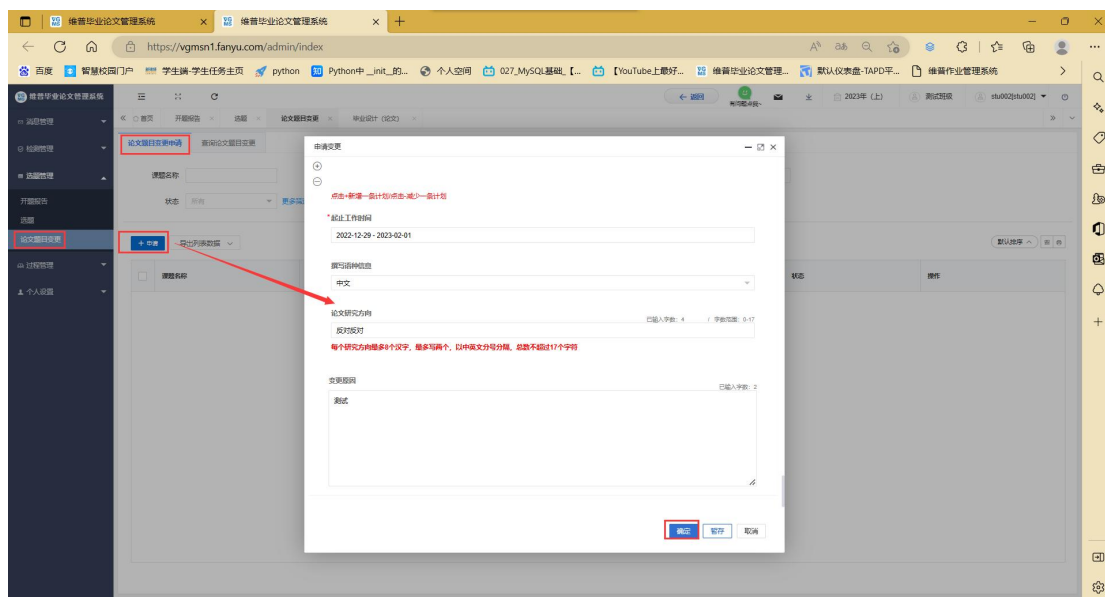 维普毕业论文管理系统
维普毕业论文管理系统
https://vgmsn1.fanyu.com/admin/index
百度
智慧校园门户
学生端-学生任务主页
python
Python中 __init__的...
个人空间
027_MySQL基础_【...
【YouTube上最好...
维普毕业论文管理...
默认仪表盘-TAPD平...
维普作业管理系统
维普毕业论文管理系统
返回
有问题点我~
2023年 (上)
测试班级
stu002[stu002]
消息管理
首页
开题报告
选题
论文题目变更
毕业设计 (论文)
检测管理
选题管理
开题报告
选题
论文题目变更
过程管理
个人设置
论文题目变更申请
查询论文题目变更
课题名称
状态
所有
+ 申请
导出列表数据
默认排序
课题名称
状态
操作
申请变更
点击+新增一条计划/点击-减少一条计划
*起止工作时间
2022-12-29 - 2023-02-01
撰写语种信息
中文
论文研究方向
已输入字数: 4 / 字数范围: 0-17
反对反对
每个研究方向最多8个汉字, 最多写两个, 以中英文分号分隔, 总数不超过17个字符
变更原因
已输入字数: 2
测试
确定
暂存
取消